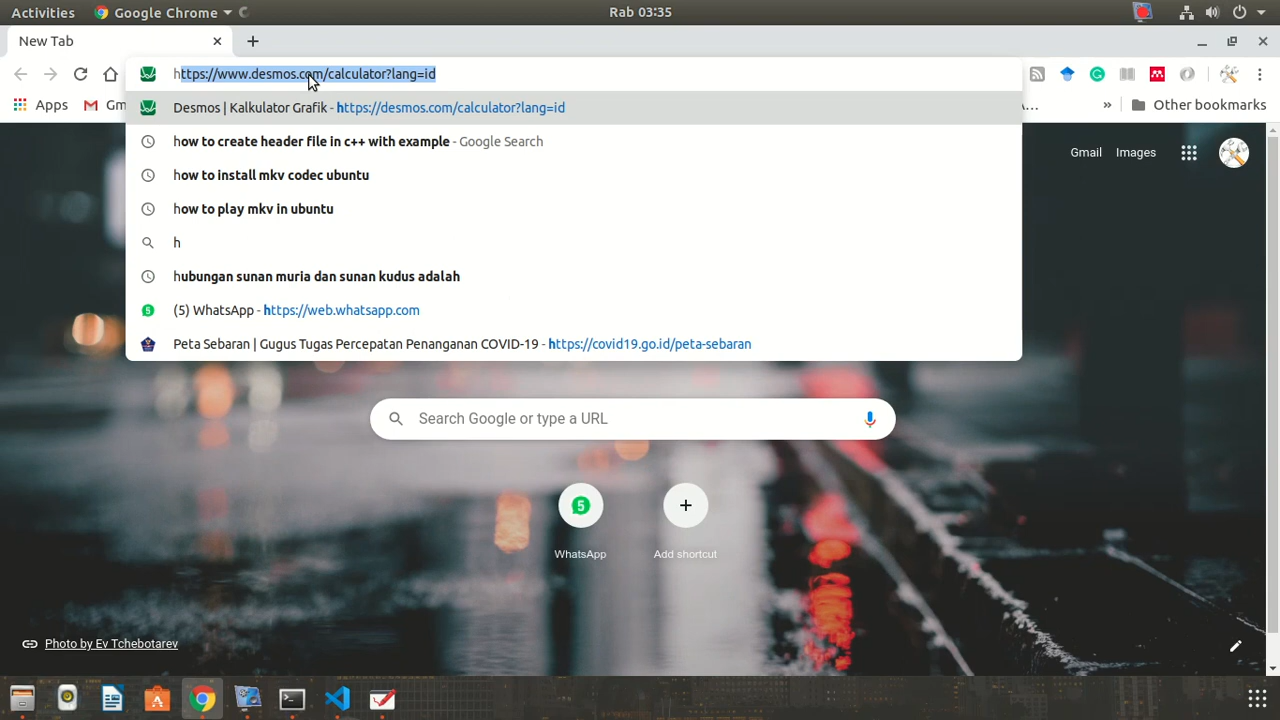 Activities Google Chrome Rab 03:35
New Tab
https://www.desmos.com/calculator?lang=id
Apps Gm A... » Other bookmarks
Desmos | Kalkulator Grafik - https://desmos.com/calculator?lang=id
how to create header file in c++ with example - Google Search
how to install mkv codec ubuntu
how to play mkv in ubuntu
h
hubungan sunan muria dan sunan kudus adalah
(5) WhatsApp - https://web.whatsapp.com
Peta Sebaran | Gugus Tugas Percepatan Penanganan COVID-19 - https://covid19.go.id/peta-sebaran
Gmail Images
Search Google or type a URL
5
WhatsApp Add shortcut
Photo by Ev Tchebotarev